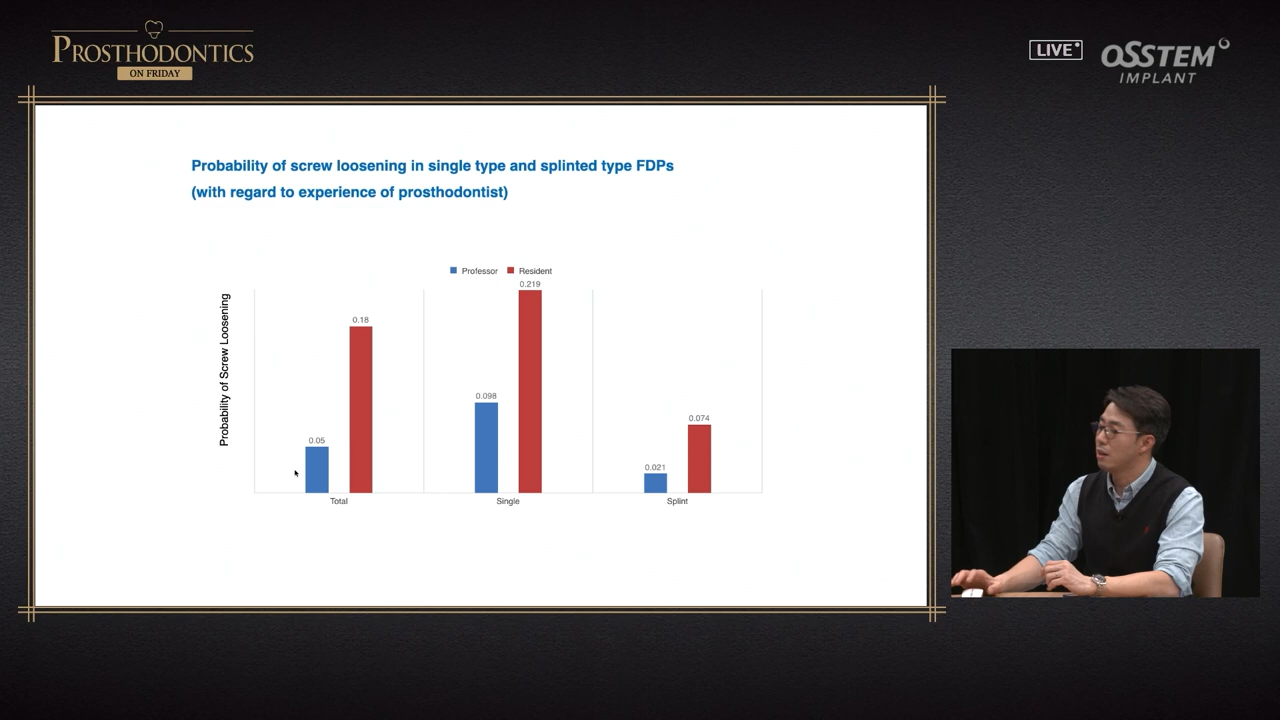 PROSTHODONTICS
ON FRIDAY
LIVE
OSSTEM
IMPLANT
Probability of screw loosening in single type and splinted type FDPs
(with regard to experience of prosthodontist)
Professor Resident
Probability of Screw Loosening
0.05
0.18
0.098
0.219
0.021
0.074
Total
Single
Splint